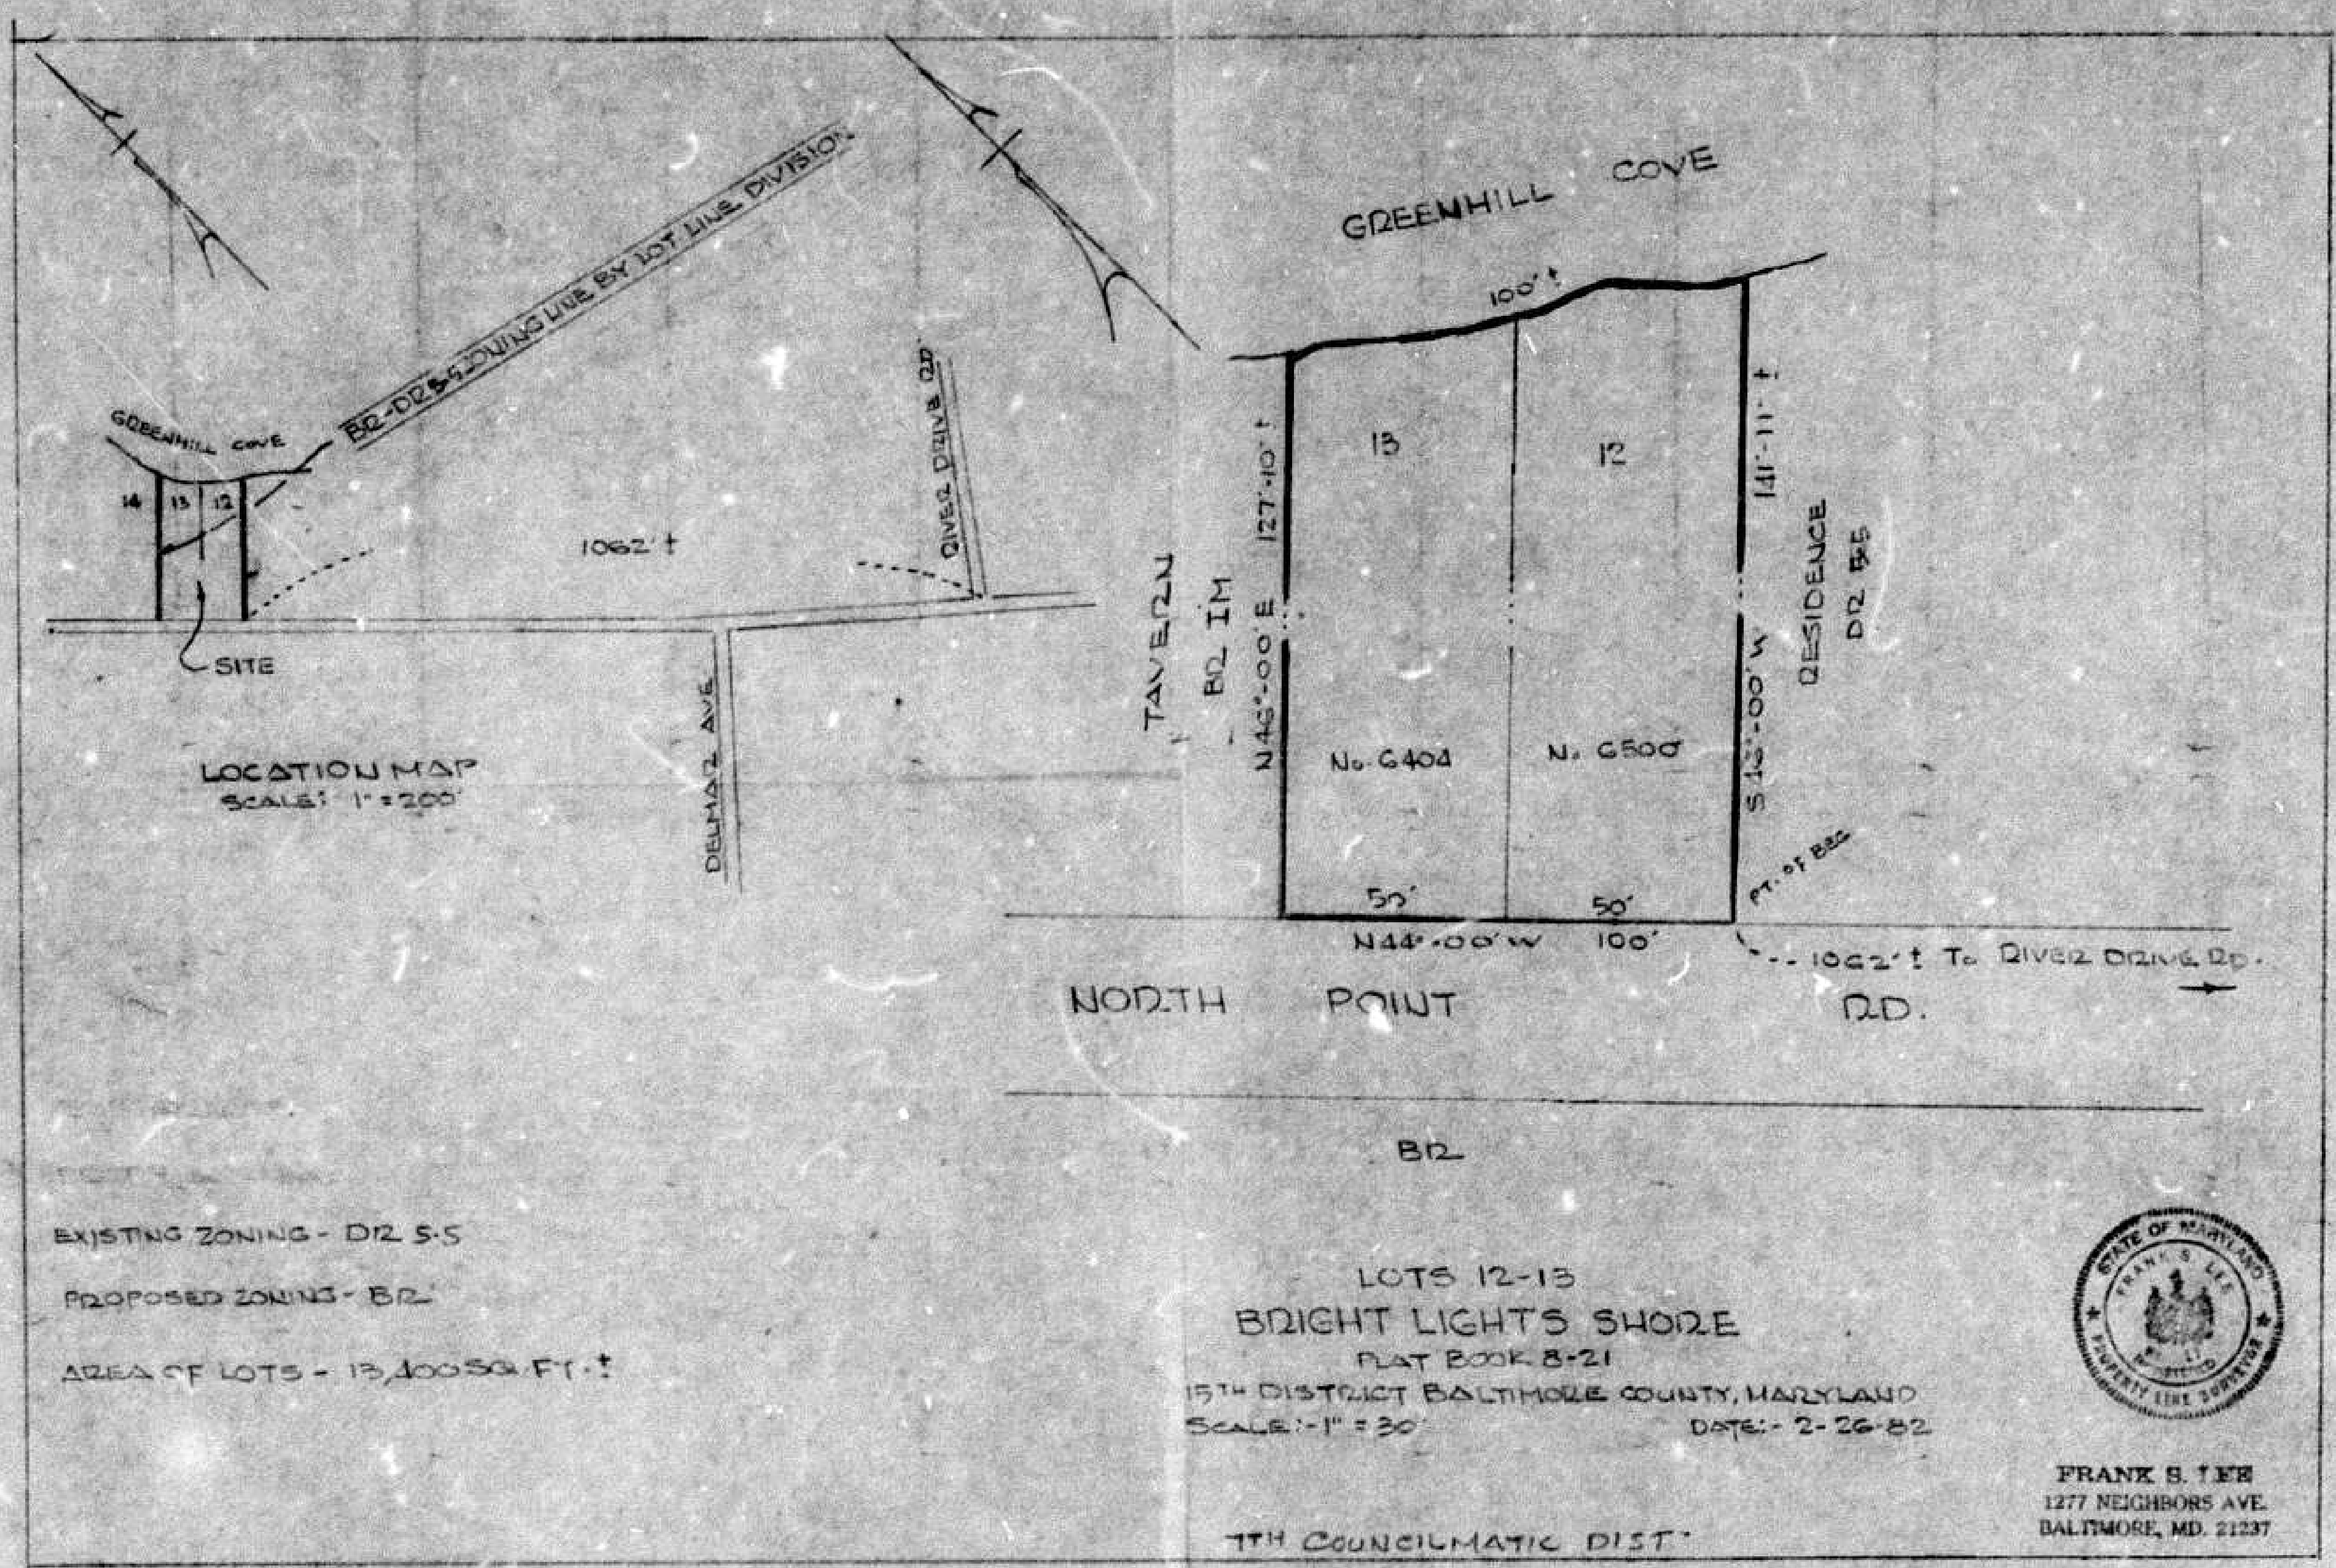 BR-DR 5.5 ZONING LINE BY LOT LINE DIVISION
GREENHILL COVE
14 13 12
1062' ±
RIVER DRIVE RD.
SITE
LOCATION MAP
SCALE: 1" = 200'
DELMAR AVE
GREENHILL COVE
100' ±
13
12
N46°-00'E 127'-10" ±
141'-11" ±
S46°-00'W
TAVERN
BR IM
RESIDENCE
DR 5.5
No. 6404
No. 6500
50'
50'
PT. OF BEG
N44°-00'W 100'
1062' ± To RIVER DRIVE RD.
NORTH POINT RD.
BR
EXISTING ZONING - DR 5.5
PROPOSED ZONING - BR
AREA OF LOTS - 13,400 SQ. FT. ±
LOTS 12-13
BRIGHT LIGHTS SHORE
PLAT BOOK 8-21
15TH DISTRICT BALTIMORE COUNTY, MARYLAND
SCALE:- 1" = 30'
DATE:- 2-26-82
7TH COUNCILMATIC DIST.
STATE OF MARYLAND
FRANK S. LEE
PROPERTY LINE SURVEYOR
FRANK S. LEE
1277 NEIGHBORS AVE.
BALTIMORE, MD. 21237